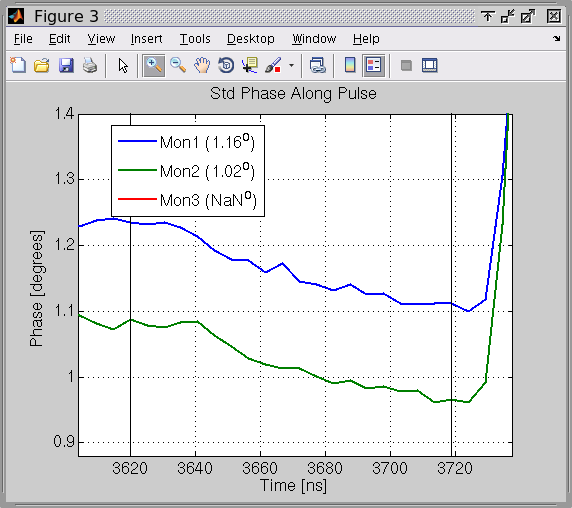 Figure 3
File Edit View Insert Tools Desktop Window Help
Std Phase Along Pulse
1.4
1.3
1.2
1.1
1
0.9
Phase [degrees]
Mon1 (1.16°)
Mon2 (1.02°)
Mon3 (NaN°)
3620 3640 3660 3680 3700 3720
Time [ns]